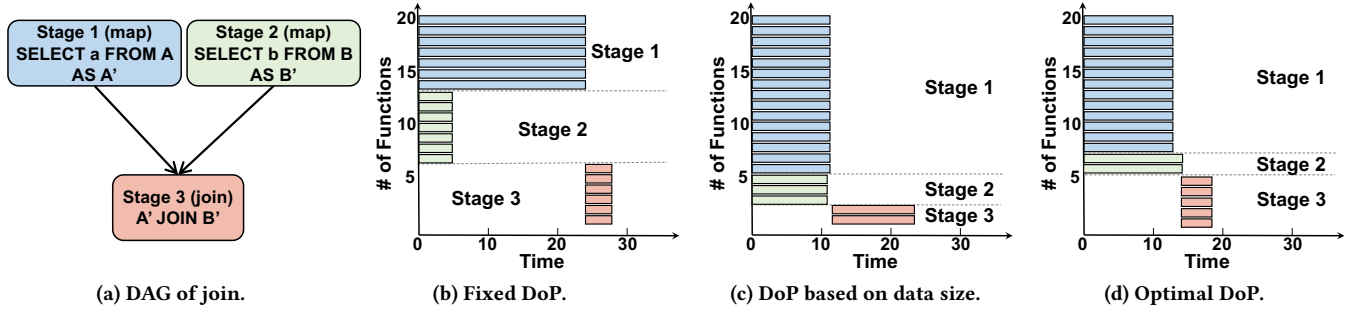 Stage 1 (map)
SELECT a FROM A
AS A’
Stage 2 (map)
SELECT b FROM B
AS B’
Stage 3 (join)
A’ JOIN B’
(a) DAG of join.
# of Functions
20
15
10
5
Stage 1
Stage 2
Stage 3
0 10 20 30
Time
(b) Fixed DoP.
# of Functions
20
15
10
5
Stage 1
Stage 2
Stage 3
0 10 20 30
Time
(c) DoP based on data size.
# of Functions
20
15
10
5
Stage 1
Stage 2
Stage 3
0 10 20 30
Time
(d) Optimal DoP.